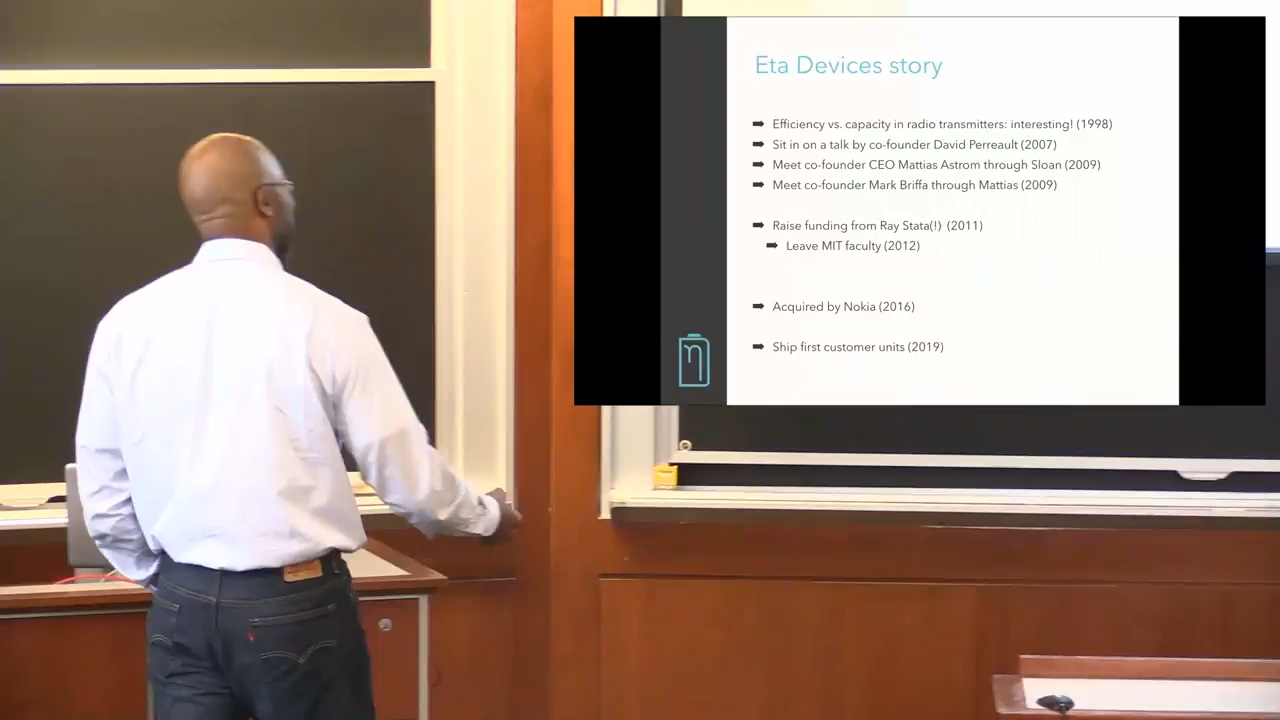 Eta Devices story
➡ Efficiency vs. capacity in radio transmitters: interesting! (1998)
➡ Sit in on a talk by co-founder David Perreault (2007)
➡ Meet co-founder CEO Mattias Astrom through Sloan (2009)
➡ Meet co-founder Mark Briffa through Mattias (2009)
➡ Raise funding from Ray Stata(!) (2011)
➡ Leave MIT faculty (2012)
➡ Acquired by Nokia (2016)
➡ Ship first customer units (2019)
η